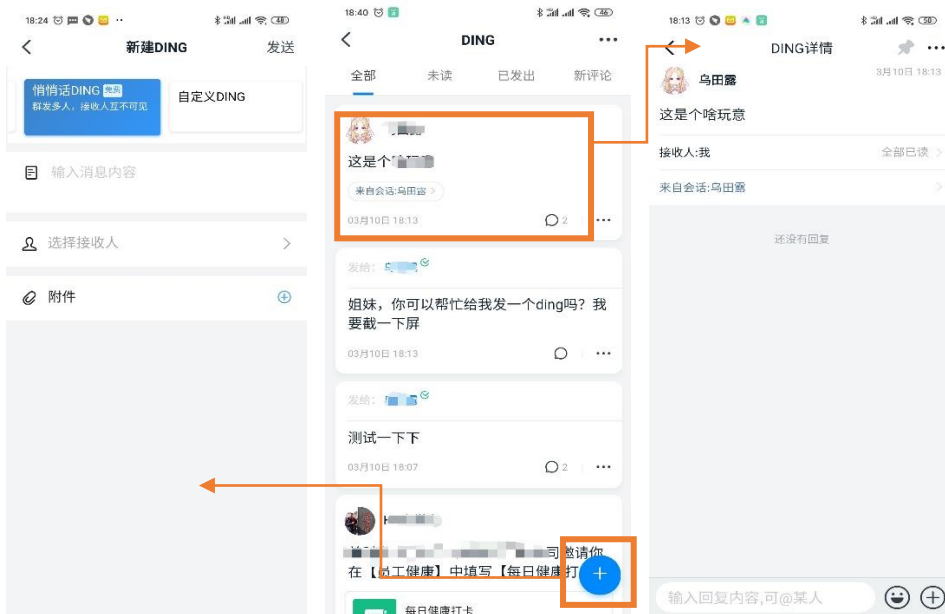 18:24
48
新建DING
发送
悄悄话DING 免费
群发多人，接收人互不可见
自定义DING
输入消息内容
选择接收人
附件
18:40
46
DING
全部
未读
已发出
新评论
这是个
来自会话:乌田露
03月10日 18:13
2
发给:
姐妹，你可以帮忙给我发一个ding吗？我
要截一下屏
03月10日 18:13
发给:
测试一下下
03月10日 18:07
2
司邀请你
在【员工健康】中填写【每日健康打
每日健康打卡
18:13
50
DING详情
乌田露
3月10日 18:13
这是个啥玩意
接收人:我
全部已读
来自会话:乌田露
还没有回复
输入回复内容,可@某人